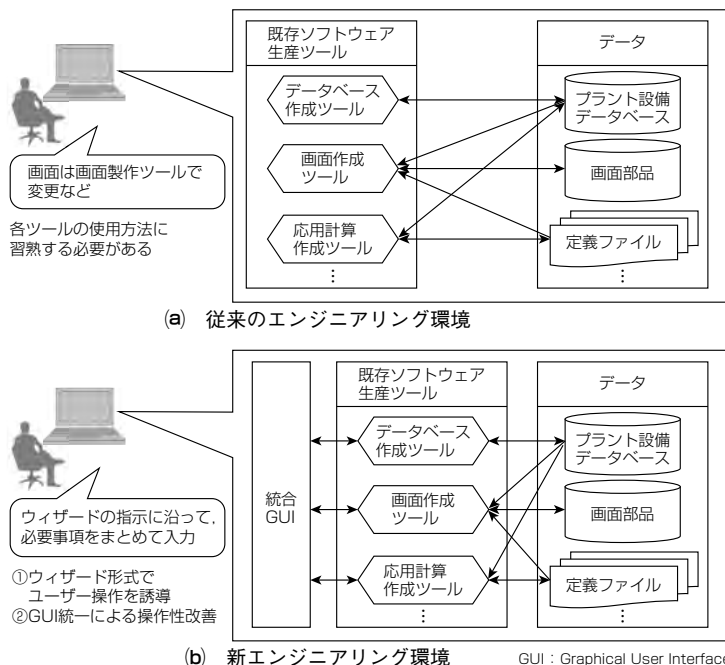 既存ソフトウェア
生産ツール
データ
データベース
作成ツール
プラント設備
データベース
画面作成
ツール
画面部品
応用計算
作成ツール
定義ファイル
⋮
⋮
画面は画面製作ツールで
変更など
各ツールの使用方法に
習熟する必要がある
(a) 従来のエンジニアリング環境
既存ソフトウェア
生産ツール
データ
統合
GUI
データベース
作成ツール
プラント設備
データベース
画面作成
ツール
画面部品
応用計算
作成ツール
定義ファイル
⋮
⋮
ウィザードの指示に沿って,
必要事項をまとめて入力
①ウィザード形式で
ユーザー操作を誘導
②GUI統一による操作性改善
(b) 新エンジニアリング環境
GUI：Graphical User Interface